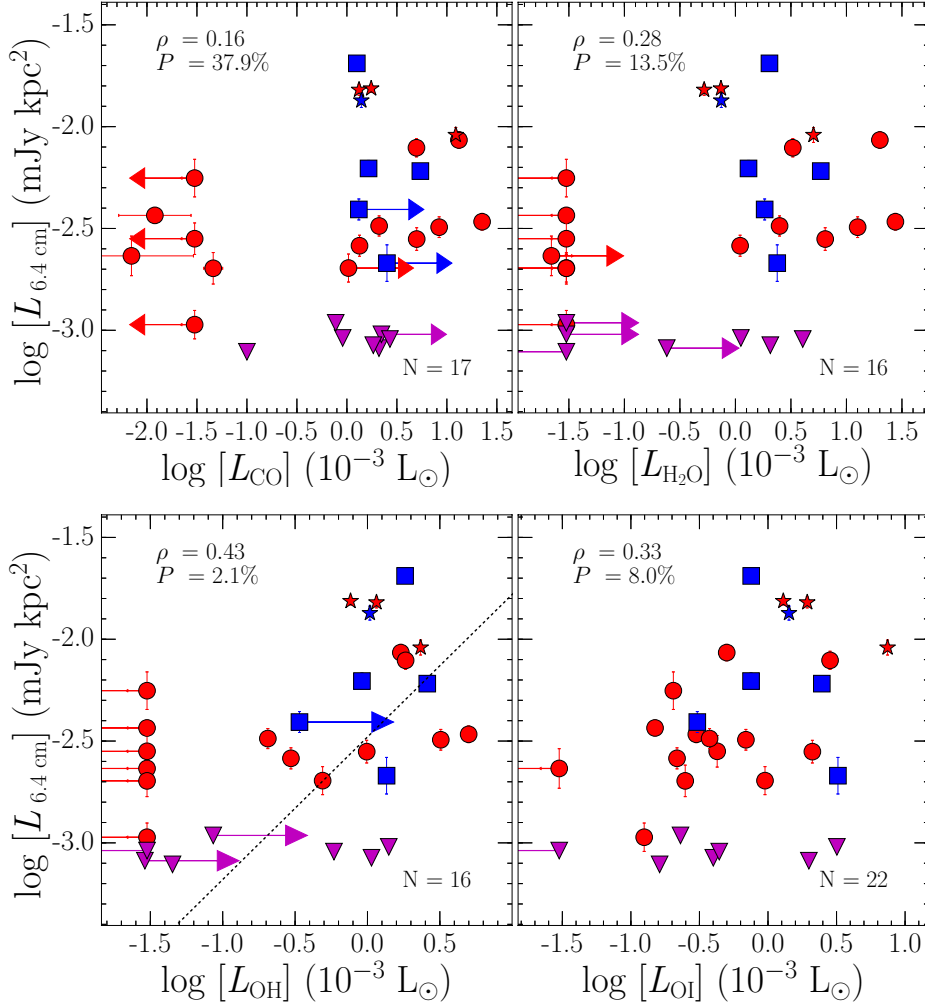 ρ = 0.16
P = 37.9%
N = 17
log [L_CO] (10^-3 L_⊙)
log [L_6.4 cm] (mJy kpc^2)
-1.5
-2.0
-2.5
-3.0
-2.0 -1.5 -1.0 -0.5 0.0 0.5 1.0 1.5
ρ = 0.28
P = 13.5%
N = 16
log [L_H₂O] (10^-3 L_⊙)
-1.5 -1.0 -0.5 0.0 0.5 1.0 1.5
ρ = 0.43
P = 2.1%
N = 16
log [L_OH] (10^-3 L_⊙)
log [L_6.4 cm] (mJy kpc^2)
-1.5
-2.0
-2.5
-3.0
-1.5 -1.0 -0.5 0.0 0.5
ρ = 0.33
P = 8.0%
N = 22
log [L_OI] (10^-3 L_⊙)
-1.5 -1.0 -0.5 0.0 0.5 1.0